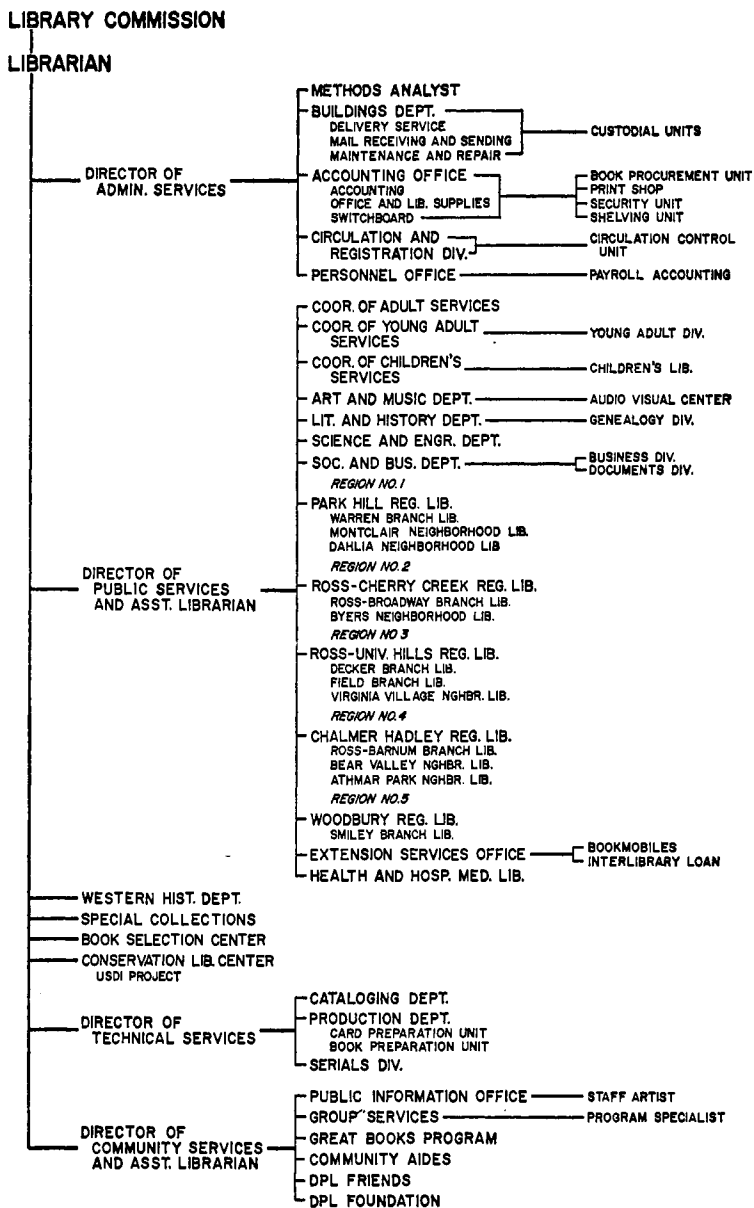 LIBRARY COMMISSION
LIBRARIAN
DIRECTOR OF
ADMIN. SERVICES
METHODS ANALYST
BUILDINGS DEPT.
DELIVERY SERVICE
MAIL RECEIVING AND SENDING
MAINTENANCE AND REPAIR
CUSTODIAL UNITS
ACCOUNTING OFFICE
ACCOUNTING
OFFICE AND LIB. SUPPLIES
SWITCHBOARD
BOOK PROCUREMENT UNIT
PRINT SHOP
SECURITY UNIT
SHELVING UNIT
CIRCULATION AND
REGISTRATION DIV.
CIRCULATION CONTROL
UNIT
PERSONNEL OFFICE
PAYROLL ACCOUNTING
DIRECTOR OF
PUBLIC SERVICES
AND ASST. LIBRARIAN
COOR. OF ADULT SERVICES
COOR. OF YOUNG ADULT
SERVICES
YOUNG ADULT DIV.
COOR. OF CHILDREN'S
SERVICES
CHILDREN'S LIB.
ART AND MUSIC DEPT.
AUDIO VISUAL CENTER
LIT. AND HISTORY DEPT.
GENEALOGY DIV.
SCIENCE AND ENGR. DEPT.
SOC. AND BUS. DEPT.
BUSINESS DIV.
DOCUMENTS DIV.
REGION NO. 1
PARK HILL REG. LIB.
WARREN BRANCH LIB.
MONTCLAIR NEIGHBORHOOD LIB.
DAHLIA NEIGHBORHOOD LIB
REGION NO. 2
ROSS-CHERRY CREEK REG. LIB.
ROSS-BROADWAY BRANCH LIB.
BYERS NEIGHBORHOOD LIB.
REGION NO 3
ROSS-UNIV. HILLS REG. LIB.
DECKER BRANCH LIB.
FIELD BRANCH LIB.
VIRGINIA VILLAGE NGHBR. LIB.
REGION NO. 4
CHALMER HADLEY REG. LIB.
ROSS-BARNUM BRANCH LIB.
BEAR VALLEY NGHBR. LIB.
ATHMAR PARK NGHBR. LIB.
REGION NO. 5
WOODBURY REG. LIB.
SMILEY BRANCH LIB.
EXTENSION SERVICES OFFICE
BOOKMOBILES
INTERLIBRARY LOAN
HEALTH AND HOSP. MED. LIB.
WESTERN HIST. DEPT.
SPECIAL COLLECTIONS
BOOK SELECTION CENTER
CONSERVATION LIB. CENTER
USDI PROJECT
DIRECTOR OF
TECHNICAL SERVICES
CATALOGING DEPT.
PRODUCTION DEPT.
CARD PREPARATION UNIT
BOOK PREPARATION UNIT
SERIALS DIV.
DIRECTOR OF
COMMUNITY SERVICES
AND ASST. LIBRARIAN
PUBLIC INFORMATION OFFICE
STAFF ARTIST
GROUP SERVICES
PROGRAM SPECIALIST
GREAT BOOKS PROGRAM
COMMUNITY AIDES
DPL FRIENDS
DPL FOUNDATION